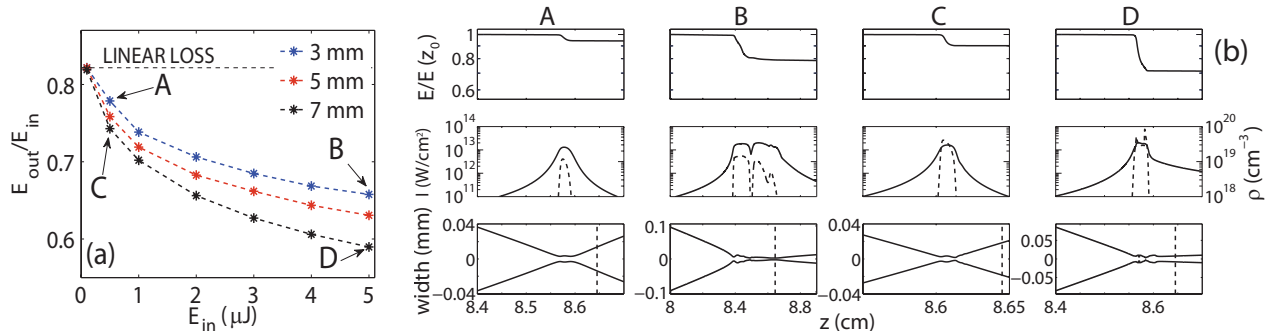 (a)
E_out/E_in
0.8
0.7
0.6
LINEAR LOSS
3 mm
5 mm
7 mm
A
B
C
D
0 1 2 3 4 5
E_in (μJ)
A B C D
(b)
E/E (z_0)
1
0.8
0.6
I (W/cm²)
10^14
10^13
10^12
10^11
ρ (cm^-3)
10^20
10^19
10^18
width (mm)
0.04
0
−0.04
8.4 8.6
0.1
0
−0.1
8 8.4 8.8
0.04
0
−0.04
8.6 8.65
0.05
0
−0.05
8.4 8.6
z (cm)